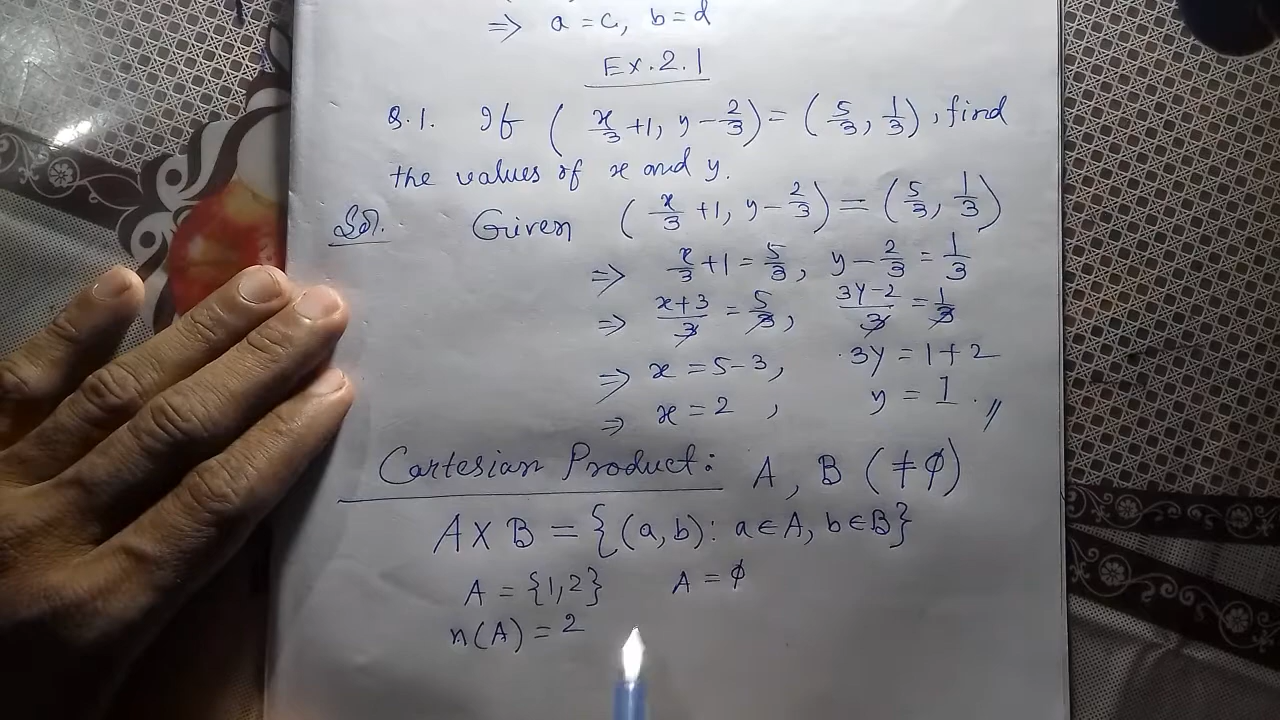 ⇒ a = c, b = d
Ex. 2.1
Q.1. If ( x/3 + 1, y - 2/3 ) = ( 5/3, 1/3 ), find
the values of x and y.
Sol. Given ( x/3 + 1, y - 2/3 ) = ( 5/3, 1/3 )
⇒ x/3 + 1 = 5/3, y - 2/3 = 1/3
⇒ x+3/3 = 5/3, 3y-2/3 = 1/3
⇒ x = 5-3, 3y = 1+2
⇒ x = 2, y = 1.
Cartesian Product: A, B (≠ϕ)
A X B = {(a,b): a∈A, b∈B}
A = {1,2} A = ϕ
n(A) = 2